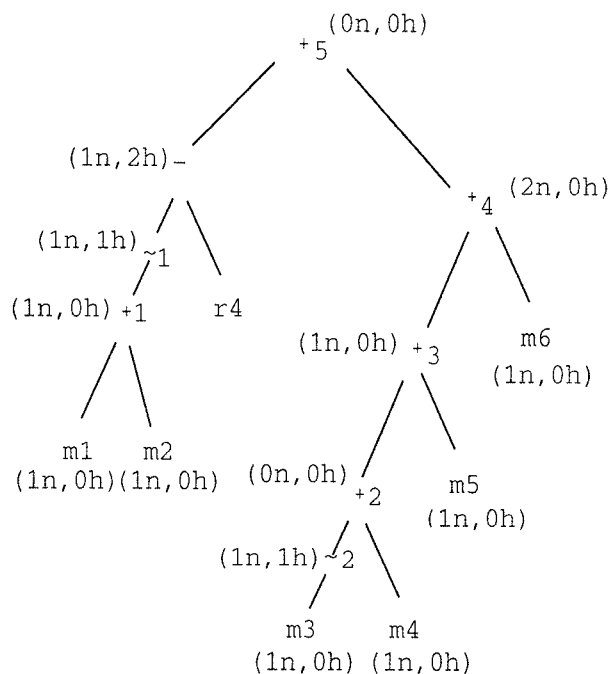 +5 (0n,0h)
(1n,2h) -
+4 (2n,0h)
(1n,1h) ~1
(1n,0h) +1
r4
(1n,0h) +3
m6
(1n,0h)
m1 m2
(1n,0h)(1n,0h)
(0n,0h) +2
m5
(1n,0h)
(1n,1h) ~2
m3 m4
(1n,0h) (1n,0h)